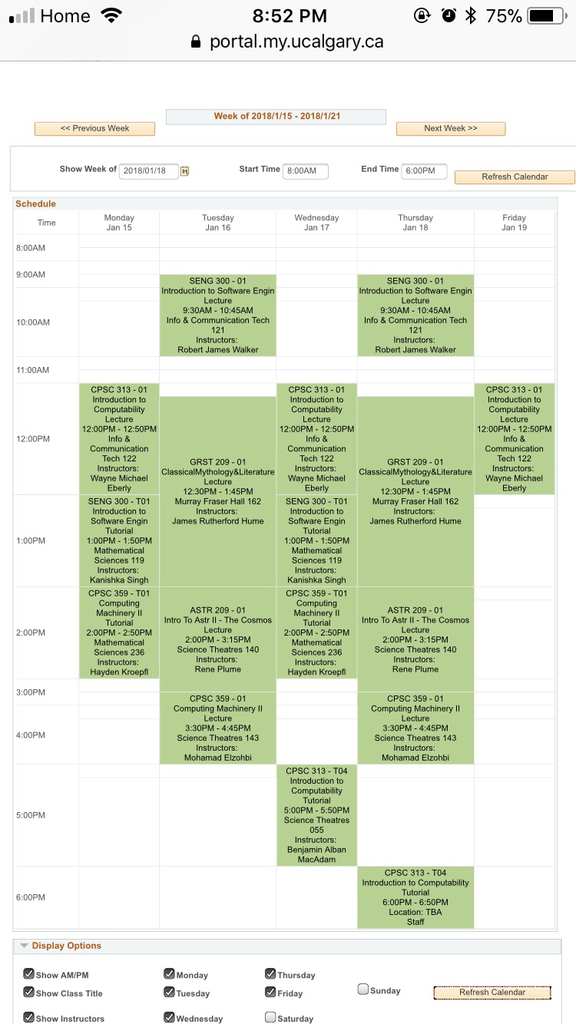 Home 8:52 PM 75%
portal.my.ucalgary.ca
Week of 2018/1/15 - 2018/1/21
<< Previous Week Next Week >>
Show Week of 2018/01/18 31 Start Time 8:00AM End Time 6:00PM Refresh Calendar
Schedule
Time Monday Tuesday Wednesday Thursday Friday
Jan 15 Jan 16 Jan 17 Jan 18 Jan 19
8:00AM
9:00AM
SENG 300 - 01
Introduction to Software Engin
Lecture
9:30AM - 10:45AM
Info & Communication Tech
121
Instructors:
Robert James Walker
SENG 300 - 01
Introduction to Software Engin
Lecture
9:30AM - 10:45AM
Info & Communication Tech
121
Instructors:
Robert James Walker
10:00AM
11:00AM
12:00PM
CPSC 313 - 01
Introduction to
Computability
Lecture
12:00PM - 12:50PM
Info &
Communication
Tech 122
Instructors:
Wayne Michael
Eberly
GRST 209 - 01
ClassicalMythology&Literature
Lecture
12:30PM - 1:45PM
Murray Fraser Hall 162
Instructors:
James Rutherford Hume
CPSC 313 - 01
Introduction to
Computability
Lecture
12:00PM - 12:50PM
Info &
Communication
Tech 122
Instructors:
Wayne Michael
Eberly
GRST 209 - 01
ClassicalMythology&Literature
Lecture
12:30PM - 1:45PM
Murray Fraser Hall 162
Instructors:
James Rutherford Hume
CPSC 313 - 01
Introduction to
Computability
Lecture
12:00PM - 12:50PM
Info &
Communication
Tech 122
Instructors:
Wayne Michael
Eberly
1:00PM
SENG 300 - T01
Introduction to
Software Engin
Tutorial
1:00PM - 1:50PM
Mathematical
Sciences 119
Instructors:
Kanishka Singh
SENG 300 - T01
Introduction to
Software Engin
Tutorial
1:00PM - 1:50PM
Mathematical
Sciences 119
Instructors:
Kanishka Singh
2:00PM
CPSC 359 - T01
Computing
Machinery II
Tutorial
2:00PM - 2:50PM
Mathematical
Sciences 236
Instructors:
Hayden Kroepfl
ASTR 209 - 01
Intro To Astr II - The Cosmos
Lecture
2:00PM - 3:15PM
Science Theatres 140
Instructors:
Rene Plume
CPSC 359 - T01
Computing
Machinery II
Tutorial
2:00PM - 2:50PM
Mathematical
Sciences 236
Instructors:
Hayden Kroepfl
ASTR 209 - 01
Intro To Astr II - The Cosmos
Lecture
2:00PM - 3:15PM
Science Theatres 140
Instructors:
Rene Plume
3:00PM
CPSC 359 - 01
Computing Machinery II
Lecture
3:30PM - 4:45PM
Science Theatres 143
Instructors:
Mohamad Elzohbi
CPSC 359 - 01
Computing Machinery II
Lecture
3:30PM - 4:45PM
Science Theatres 143
Instructors:
Mohamad Elzohbi
4:00PM
5:00PM
CPSC 313 - T04
Introduction to
Computability
Tutorial
5:00PM - 5:50PM
Science Theatres
055
Instructors:
Benjamin Alban
MacAdam
6:00PM
CPSC 313 - T04
Introduction to Computability
Tutorial
6:00PM - 6:50PM
Location: TBA
Staff
Display Options
Show AM/PM Monday Thursday
Show Class Title Tuesday Friday Sunday Refresh Calendar
Show Instructors Wednesday Saturday